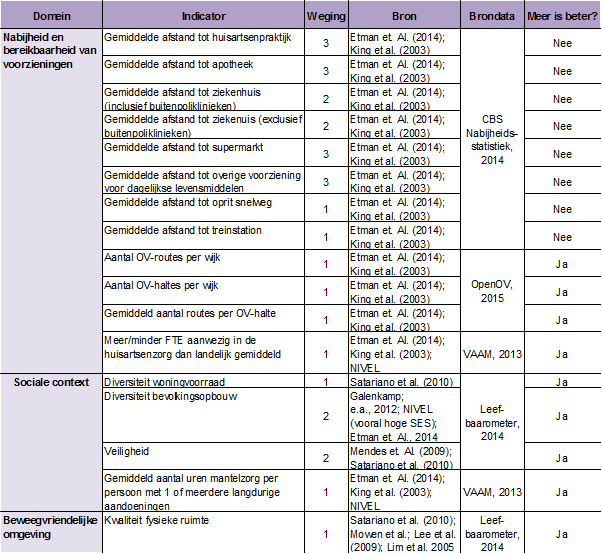 Domein Indicator Weging Bron Brondata Meer is beter?
Nabijheid en
bereikbaarheid van
voorzieningen
Gemiddelde afstand tot huisartsenpraktijk 3 Etman et. Al. (2014);
King et al. (2003) Nee
Gemiddelde afstand tot apotheek 3 Etman et. Al. (2014);
King et al. (2003) Nee
Gemiddelde afstand tot ziekenhuis
(inclusief buitenpoliklinieken) 2 Etman et. Al. (2014);
King et al. (2003) Nee
Gemiddelde afstand tot ziekenuis (exclusief
buitenpoliklinieken) 2 Etman et. Al. (2014);
King et al. (2003) Nee
CBS
Nabijheids-
statistiek,
2014
Gemiddelde afstand tot supermarkt 3 Etman et. Al. (2014);
King et al. (2003) Nee
Gemiddelde afstand tot overige voorziening
voor dagelijkse levensmiddelen 3 Etman et. Al. (2014);
King et al. (2003) Nee
Gemiddelde afstand tot oprit snelweg 1 Etman et. Al. (2014);
King et al. (2003) Nee
Gemiddelde afstand tot treinstation 1 Etman et. Al. (2014);
King et al. (2003) Nee
Aantal OV-routes per wijk 1 Etman et. Al. (2014);
King et al. (2003) Ja
Aantal OV-haltes per wijk 1 Etman et. Al. (2014);
King et al. (2003) Ja
OpenOV,
2015
Gemiddeld aantal routes per OV-halte 1 Etman et. Al. (2014);
King et al. (2003) Ja
Meer/minder FTE aanwezig in de
huisartsenzorg dan landelijk gemiddeld 1 Etman et. Al. (2014);
King et al. (2003);
NIVEL VAAM, 2013 Ja
Sociale context Diversiteit woningvoorraad 1 Satariano et al. (2010) Ja
Diversiteit bevolkingsopbouw 2 Galenkamp;
e.a., 2012; NIVEL
(vooral hoge SES);
Etman et. Al., 2014 Ja
Leef-
baarometer,
2014
Veiligheid 2 Mendes et. Al. (2009);
Satariano et al. (2010) Ja
Gemiddeld aantal uren mantelzorg per
persoon met 1 of meerdere langdurige
aandoeningen 1 Etman et. Al. (2014);
King et al. (2003);
NIVEL VAAM, 2013 Ja
Beweegvriendelijke
omgeving
Kwaliteit fysieke ruimte 1 Satariano et al. (2010);
Mowen et al.; Lee et al.
(2009); Lim et al. 2005 Leef-
baarometer,
2014 Ja